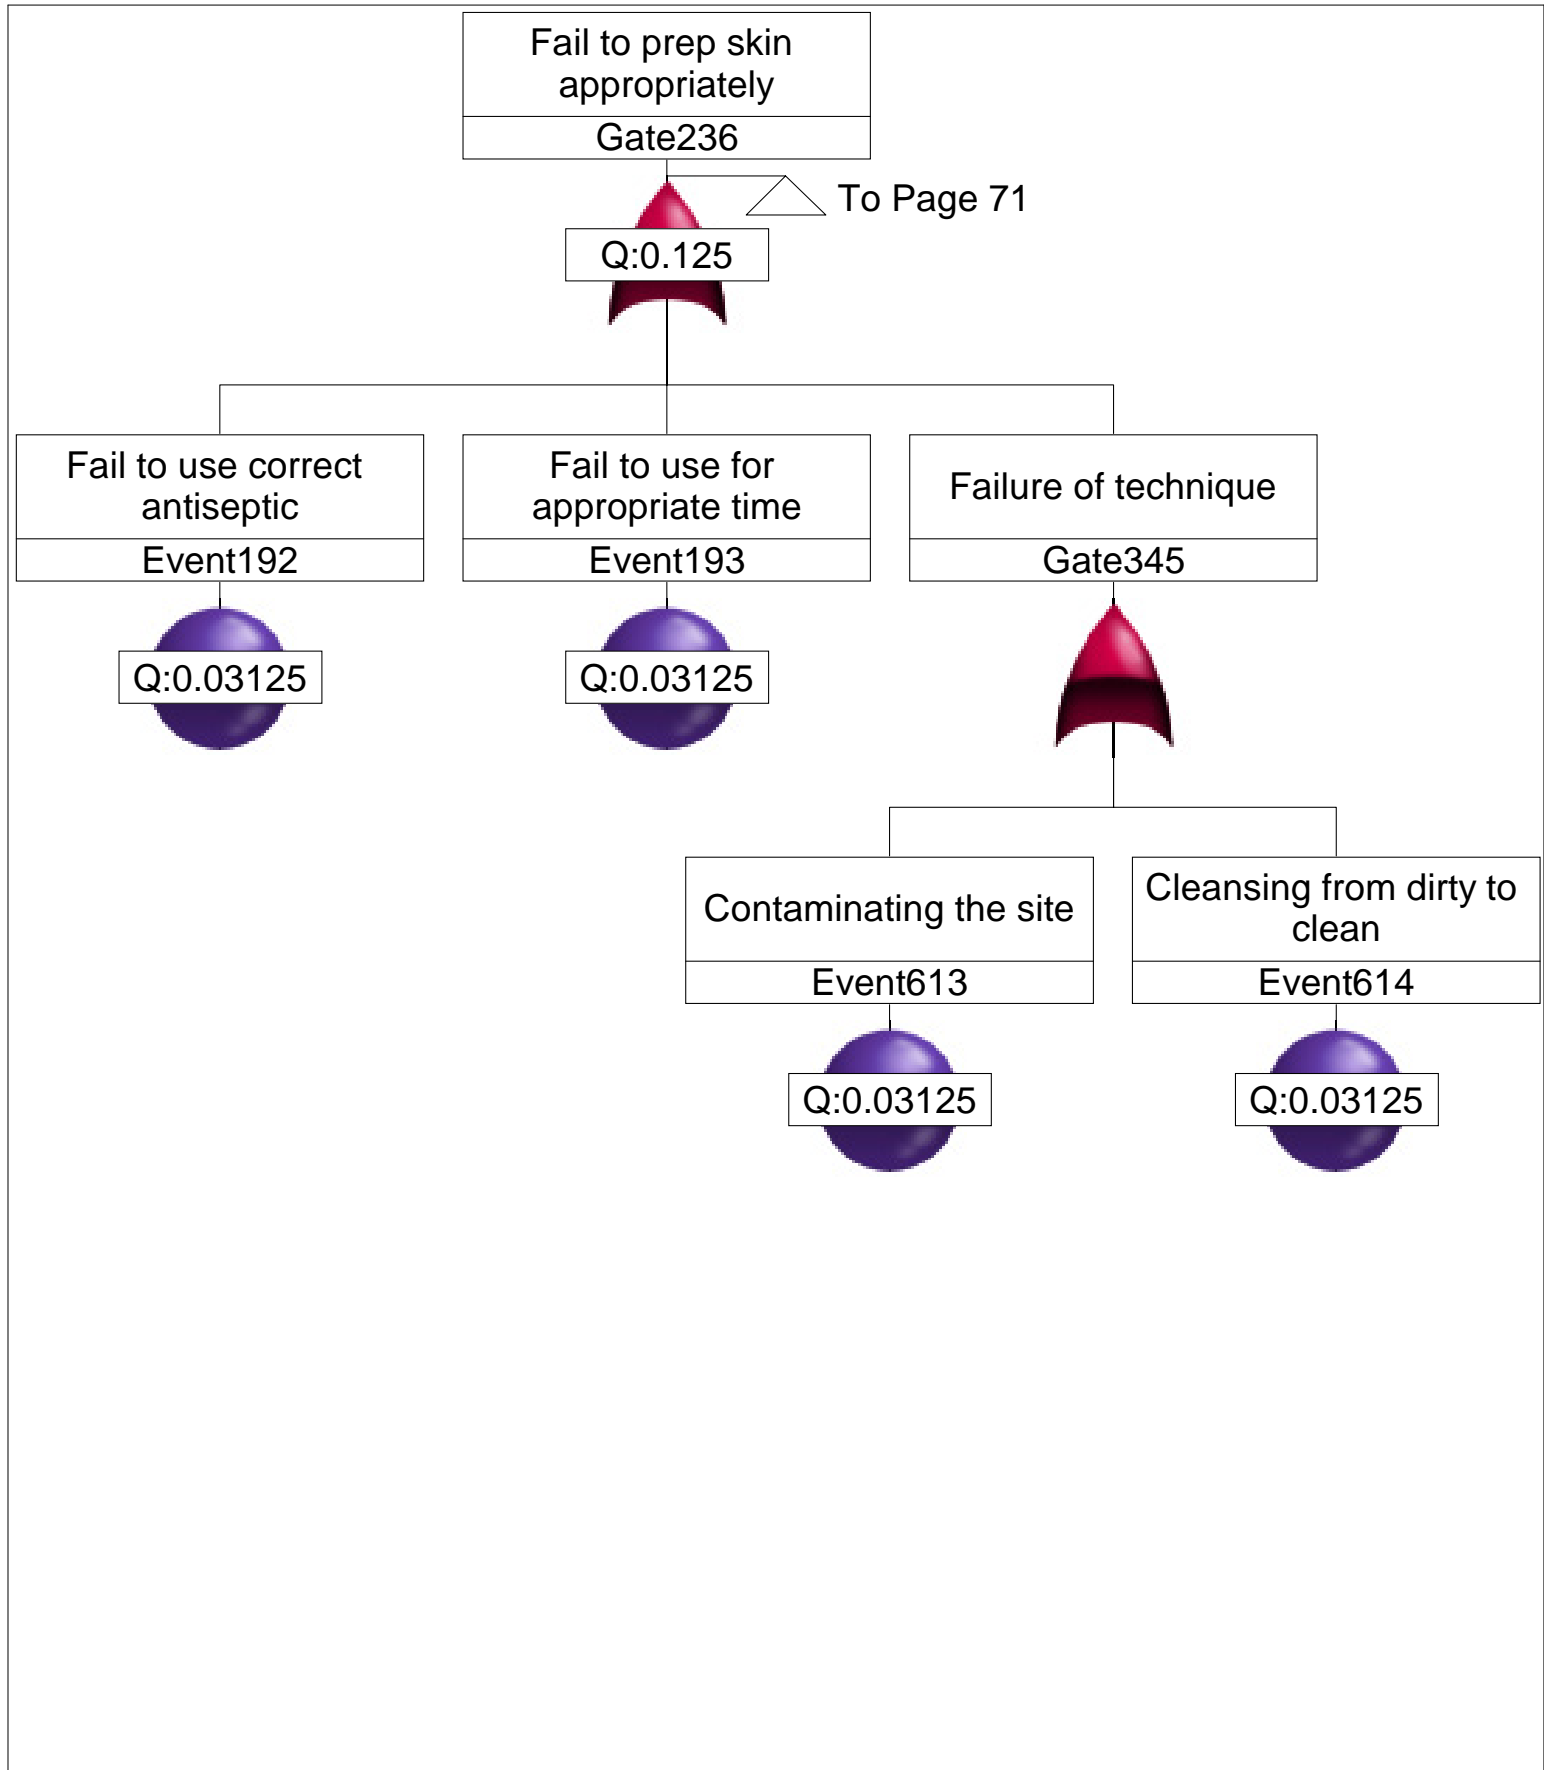 Fail to prep skin
appropriately
Gate236
To Page 71
Q:0.125
Fail to use correct
antiseptic
Event192
Q:0.03125
Fail to use for
appropriate time
Event193
Q:0.03125
Failure of technique
Gate345
Contaminating the site
Event613
Q:0.03125
Cleansing from dirty to
clean
Event614
Q:0.03125